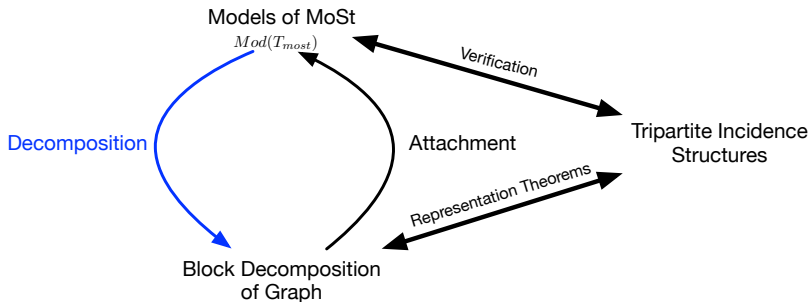 Models of MoSt
Mod(T_most)
Verification
Decomposition
Attachment
Tripartite Incidence
Structures
Representation Theorems
Block Decomposition
of Graph